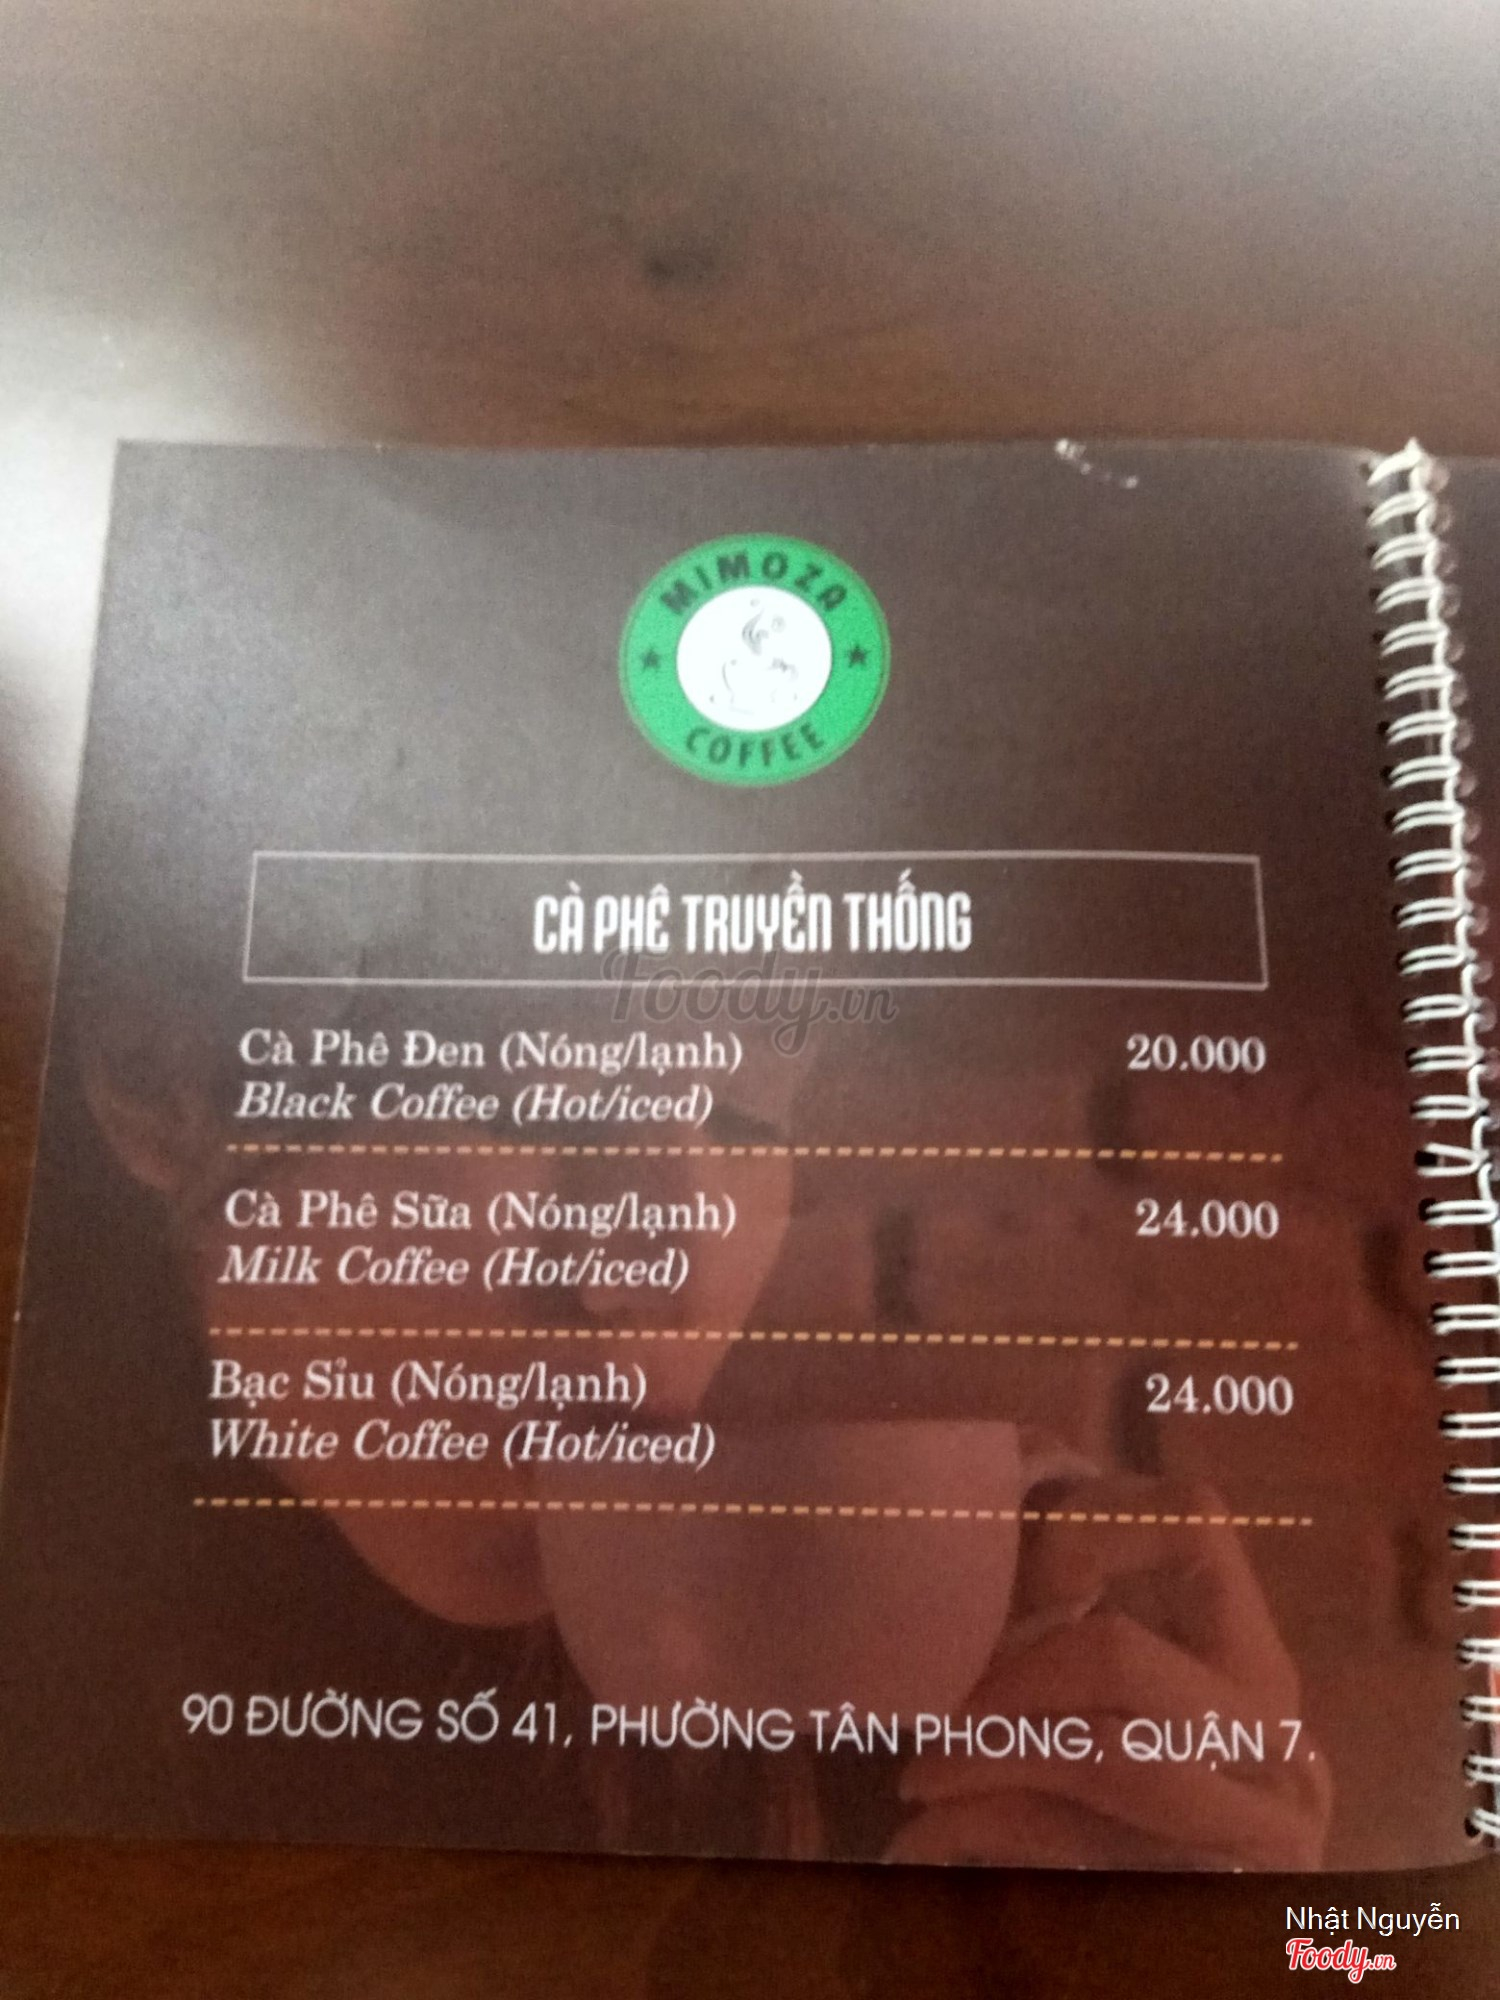 MIMOZA
COFFEE
CÀ PHÊ TRUYỀN THỐNG
Foody.vn
Cà Phê Đen (Nóng/lạnh) 20.000
Black Coffee (Hot/iced)
Cà Phê Sữa (Nóng/lạnh) 24.000
Milk Coffee (Hot/iced)
Bạc Sỉu (Nóng/lạnh) 24.000
White Coffee (Hot/iced)
90 ĐƯỜNG SỐ 41, PHƯỜNG TÂN PHONG, QUẬN 7.
Nhật Nguyễn
Foody.vn